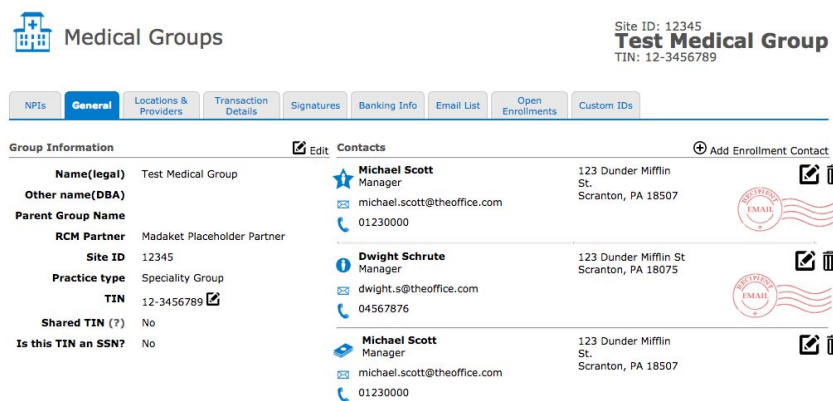 Medical Groups
Site ID: 12345
Test Medical Group
TIN: 12-3456789
NPIs
General
Locations &
Providers
Transaction
Details
Signatures
Banking Info
Email List
Open
Enrollments
Custom IDs
Group Information
Edit
Name(legal) Test Medical Group
Other name(DBA)
Parent Group Name
RCM Partner Madaket Placeholder Partner
Site ID 12345
Practice type Speciality Group
TIN 12-3456789
Shared TIN (?) No
Is this TIN an SSN? No
Contacts
Add Enrollment Contact
Michael Scott
Manager
michael.scott@theoffice.com
01230000
123 Dunder Mifflin
St.
Scranton, PA 18507
RECIPIENT
EMAIL
Dwight Schrute
Manager
dwight.s@theoffice.com
04567876
123 Dunder Mifflin St
Scranton, PA 18075
RECIPIENT
EMAIL
Michael Scott
Manager
michael.scott@theoffice.com
01230000
123 Dunder Mifflin
St.
Scranton, PA 18507